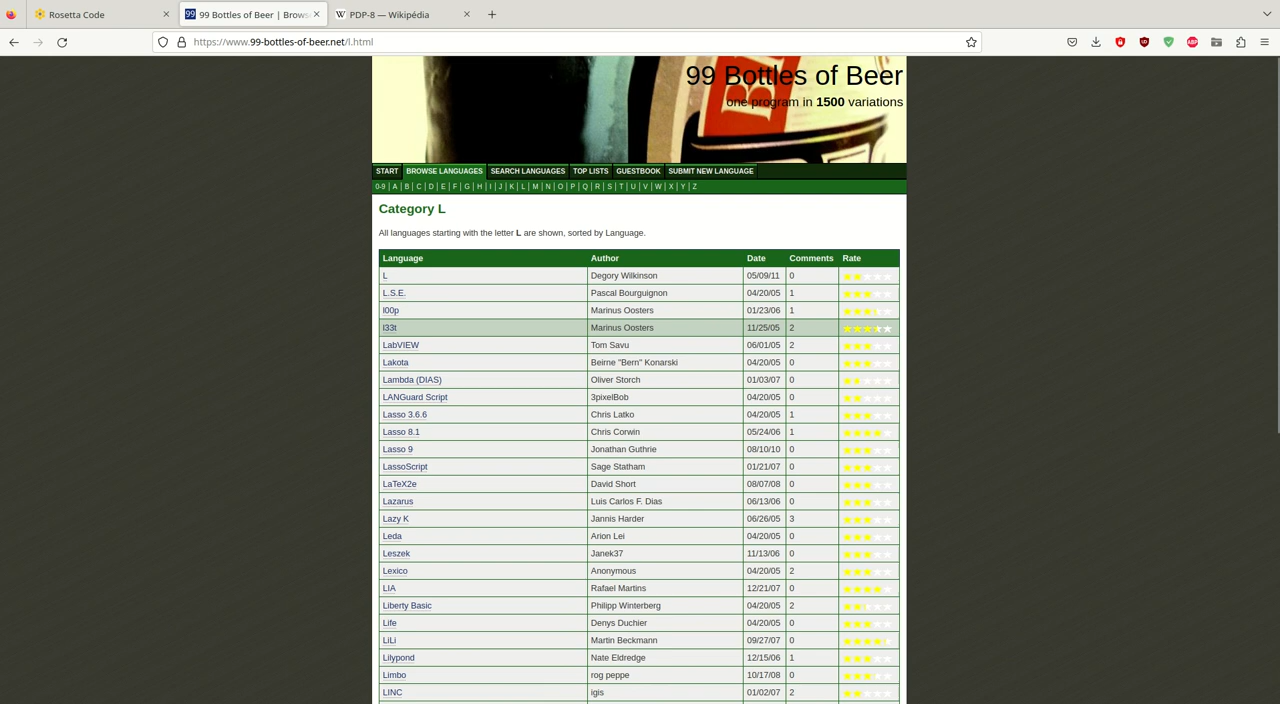 Rosetta Code
99 Bottles of Beer | Brows
PDP-8 — Wikipédia
https://www.99-bottles-of-beer.net/l.html
99 Bottles of Beer
one program in 1500 variations
START BROWSE LANGUAGES SEARCH LANGUAGES TOP LISTS GUESTBOOK SUBMIT NEW LANGUAGE
0-9 | A | B | C | D | E | F | G | H | I | J | K | L | M | N | O | P | Q | R | S | T | U | V | W | X | Y | Z
Category L
All languages starting with the letter L are shown, sorted by Language.
Language Author Date Comments Rate
L Degory Wilkinson 05/09/11 0
L.S.E. Pascal Bourguignon 04/20/05 1
l00p Marinus Oosters 01/23/06 1
l33t Marinus Oosters 11/25/05 2
LabVIEW Tom Savu 06/01/05 2
Lakota Beirne "Bern" Konarski 04/20/05 0
Lambda (DIAS) Oliver Storch 01/03/07 0
LANGuard Script 3pixelBob 04/20/05 0
Lasso 3.6.6 Chris Latko 04/20/05 1
Lasso 8.1 Chris Corwin 05/24/06 1
Lasso 9 Jonathan Guthrie 08/10/10 0
LassoScript Sage Statham 01/21/07 0
LaTeX2e David Short 08/07/08 0
Lazarus Luis Carlos F. Dias 06/13/06 0
Lazy K Jannis Harder 06/26/05 3
Leda Arion Lei 04/20/05 0
Leszek Janek37 11/13/06 0
Lexico Anonymous 04/20/05 2
LIA Rafael Martins 12/21/07 0
Liberty Basic Philipp Winterberg 04/20/05 2
Life Denys Duchier 04/20/05 0
LiLi Martin Beckmann 09/27/07 0
Lilypond Nate Eldredge 12/15/06 1
Limbo rog peppe 10/17/08 0
LINC igis 01/02/07 2